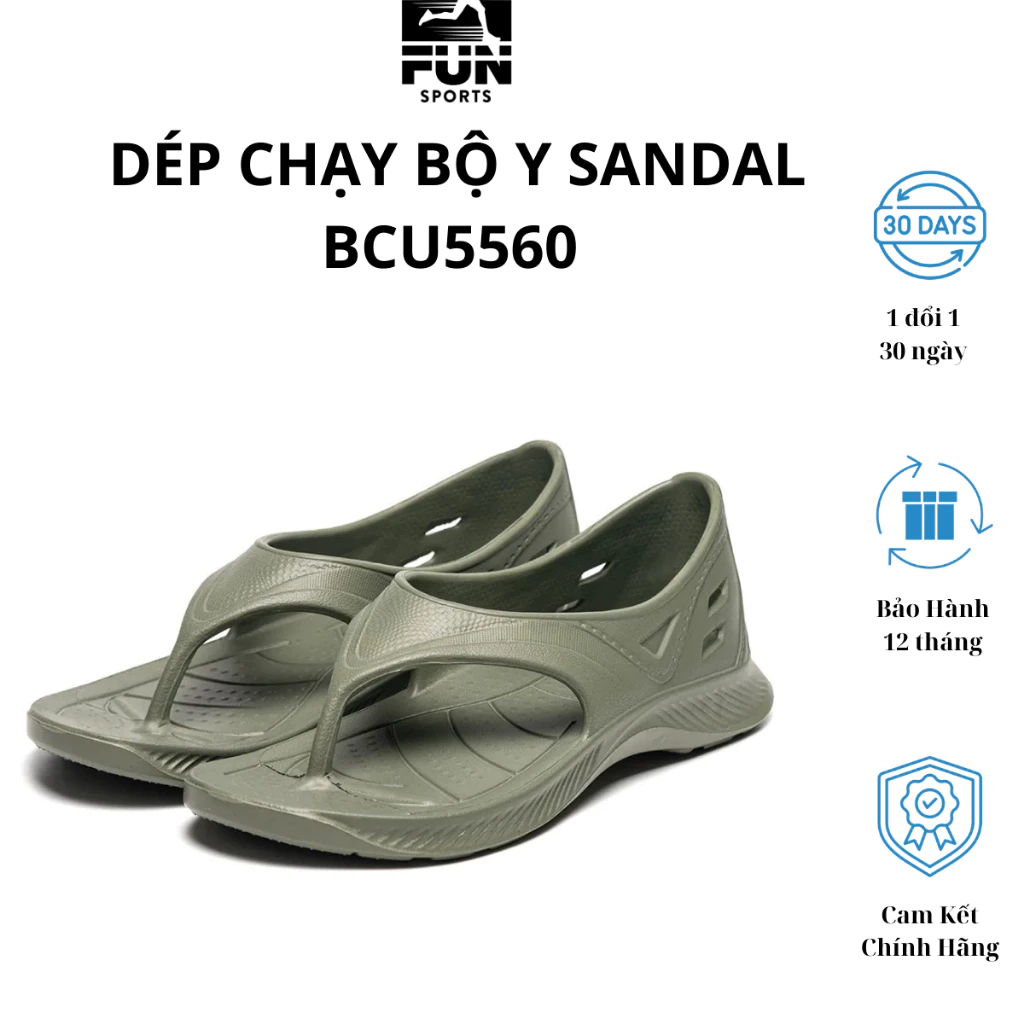 FUN
SPORTS
DÉP CHẠY BỘ Y SANDAL
BCU5560
30 DAYS
1 đổi 1
30 ngày
Bảo Hành
12 tháng
Cam Kết
Chính Hãng